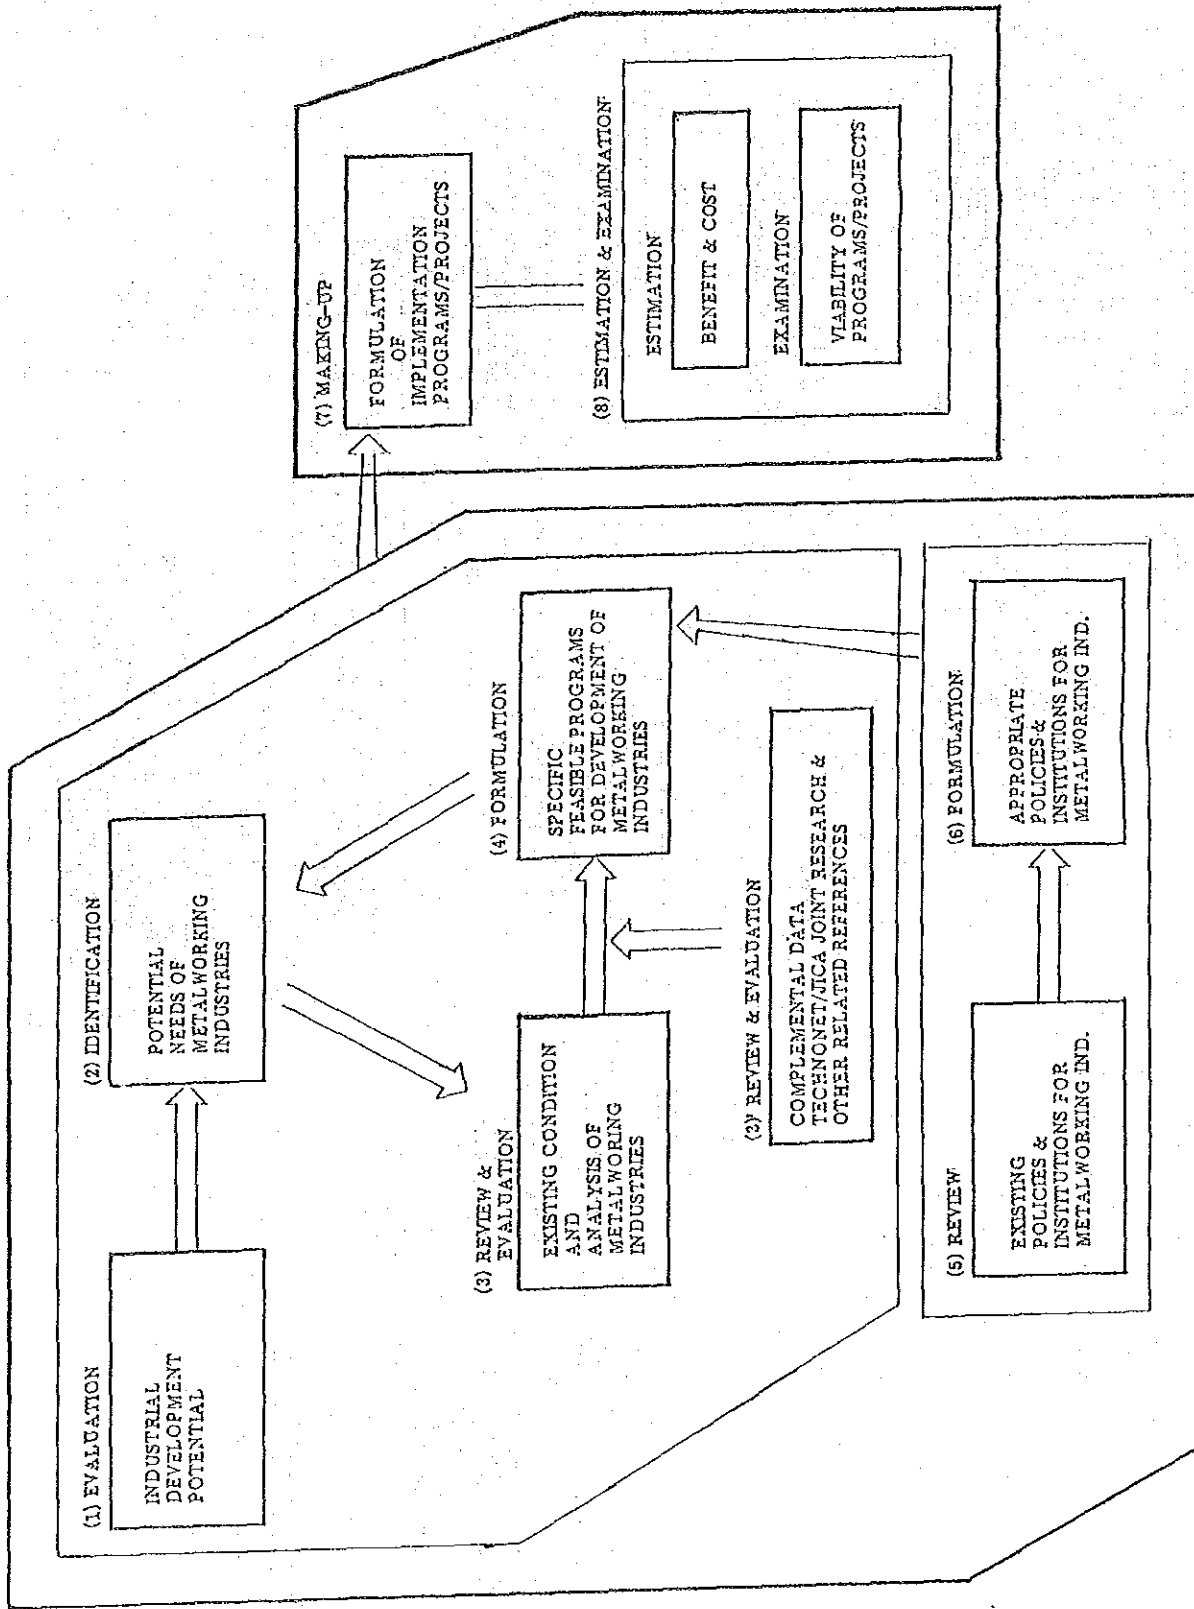 (1) EVALUATION
INDUSTRIAL
DEVELOPMENT
POTENTIAL
(2) IDENTIFICATION
POTENTIAL
NEEDS OF
METALWORKING
INDUSTRIES
(3) REVIEW &
EVALUATION
EXISTING CONDITION
AND
ANALYSIS OF
METALWORING
INDUSTRIES
(4) FORMULATION
SPECIFIC
FEASIBLE PROGRAMS
FOR DEVELOPMENT OF
METALWORKING
INDUSTRIES
(3)' REVIEW & EVALUATION
COMPLEMENTAL DATA
TECHNONET/JICA JOINT RESEARCH &
OTHER RELATED REFERENCES
(5) REVIEW
EXISTING
POLICIES &
INSTITUTIONS FOR
METALWORKING IND.
(6) FORMULATION
APPROPRIATE
POLICIES &
INSTITUTIONS FOR
METALWORKING IND.
(7) MAKING-UP
FORMULATION
OF
IMPLEMENTATION
PROGRAMS/PROJECTS
(8) ESTIMATION & EXAMINATION
ESTIMATION
BENEFIT & COST
EXAMINATION
VIABILITY OF
PROGRAMS/PROJECTS